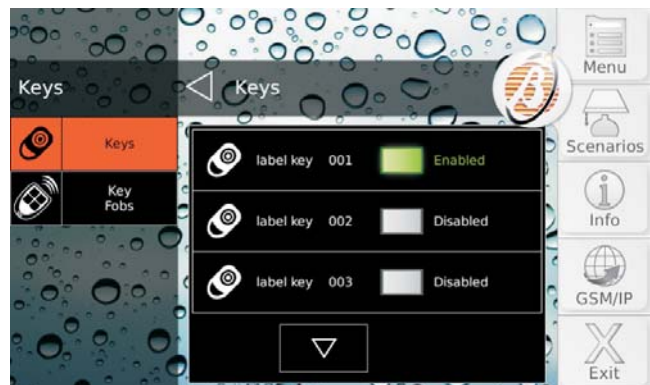 Keys
Keys
Menu
Keys
Key
Fobs
label key 001 Enabled
label key 002 Disabled
label key 003 Disabled
Scenarios
Info
GSM/IP
Exit